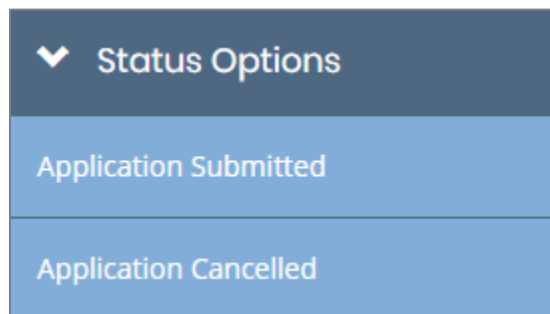 Status Options
Application Submitted
Application Cancelled